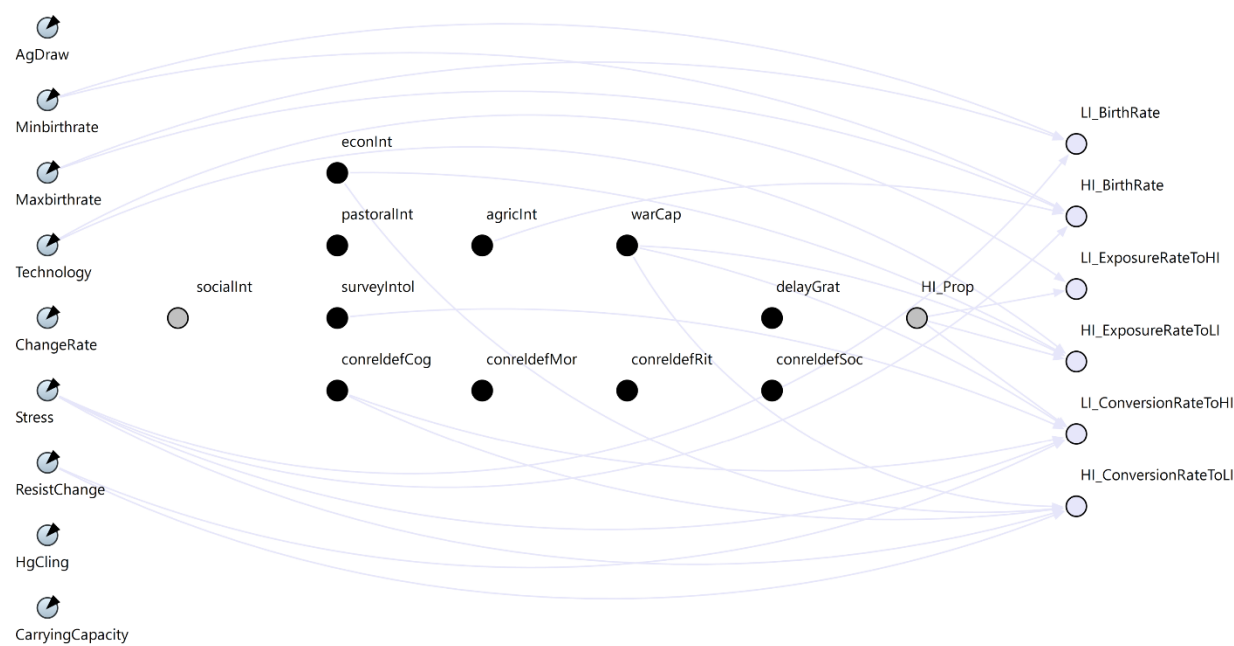 AgDraw
Minbirthrate
Maxbirthrate
Technology
ChangeRate
Stress
ResistChange
HgCling
CarryingCapacity
socialInt
econInt
pastoralInt
agricInt
warCap
surveyIntol
delayGrat
HI_Prop
conreldefCog
conreldefMor
conreldefRit
conreldefSoc
LI_BirthRate
HI_BirthRate
LI_ExposureRateToHI
HI_ExposureRateToLI
LI_ConversionRateToHI
HI_ConversionRateToLI